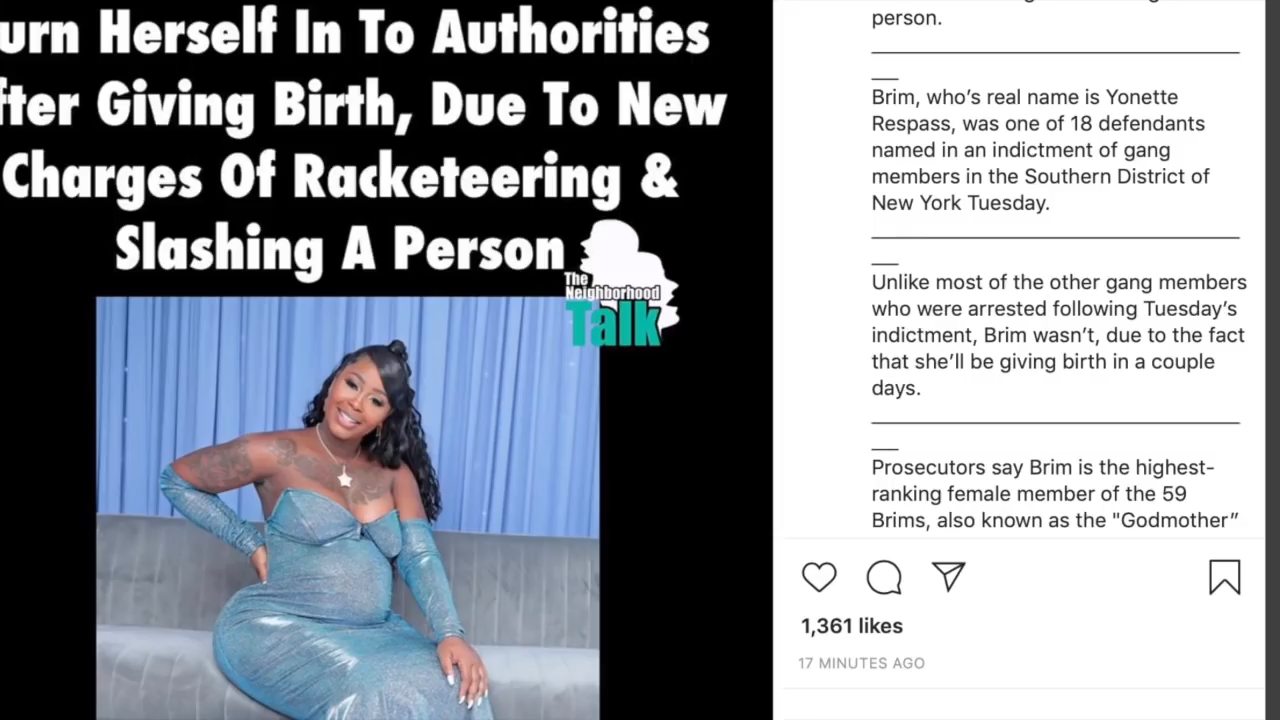 urn Herself In To Authorities
fter Giving Birth, Due To New
Charges Of Racketeering &
Slashing A Person
The
Neighborhood
Talk
person.
Brim, who's real name is Yonette
Respass, was one of 18 defendants
named in an indictment of gang
members in the Southern District of
New York Tuesday.
Unlike most of the other gang members
who were arrested following Tuesday's
indictment, Brim wasn't, due to the fact
that she'll be giving birth in a couple
days.
Prosecutors say Brim is the highest-
ranking female member of the 59
Brims, also known as the "Godmother"
1,361 likes
17 MINUTES AGO